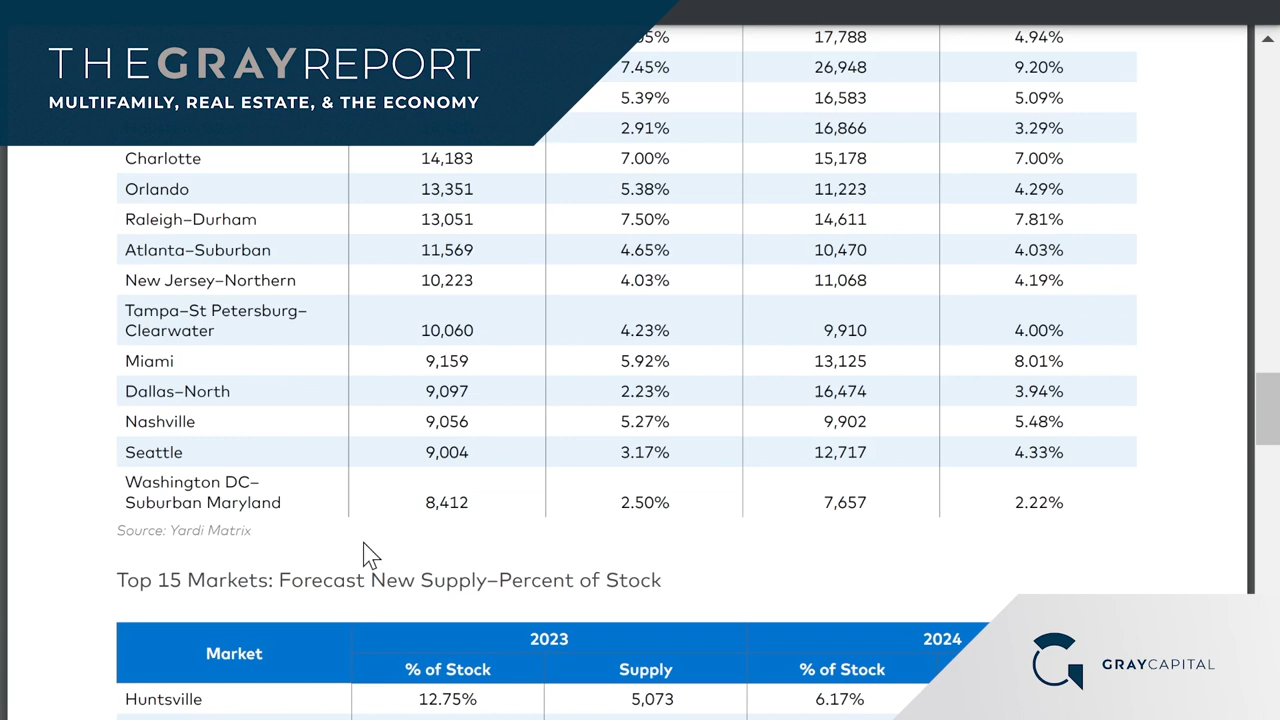 THE GRAY REPORT
MULTIFAMILY, REAL ESTATE, & THE ECONOMY
17,788 4.94%
7.45% 26,948 9.20%
5.39% 16,583 5.09%
2.91% 16,866 3.29%
Charlotte 14,183 7.00% 15,178 7.00%
Orlando 13,351 5.38% 11,223 4.29%
Raleigh–Durham 13,051 7.50% 14,611 7.81%
Atlanta–Suburban 11,569 4.65% 10,470 4.03%
New Jersey–Northern 10,223 4.03% 11,068 4.19%
Tampa–St Petersburg–
Clearwater 10,060 4.23% 9,910 4.00%
Miami 9,159 5.92% 13,125 8.01%
Dallas–North 9,097 2.23% 16,474 3.94%
Nashville 9,056 5.27% 9,902 5.48%
Seattle 9,004 3.17% 12,717 4.33%
Washington DC–
Suburban Maryland 8,412 2.50% 7,657 2.22%
Source: Yardi Matrix
Top 15 Markets: Forecast New Supply–Percent of Stock
Market 2023 2024
% of Stock Supply % of Stock
Huntsville 12.75% 5,073 6.17%
GRAYCAPITAL